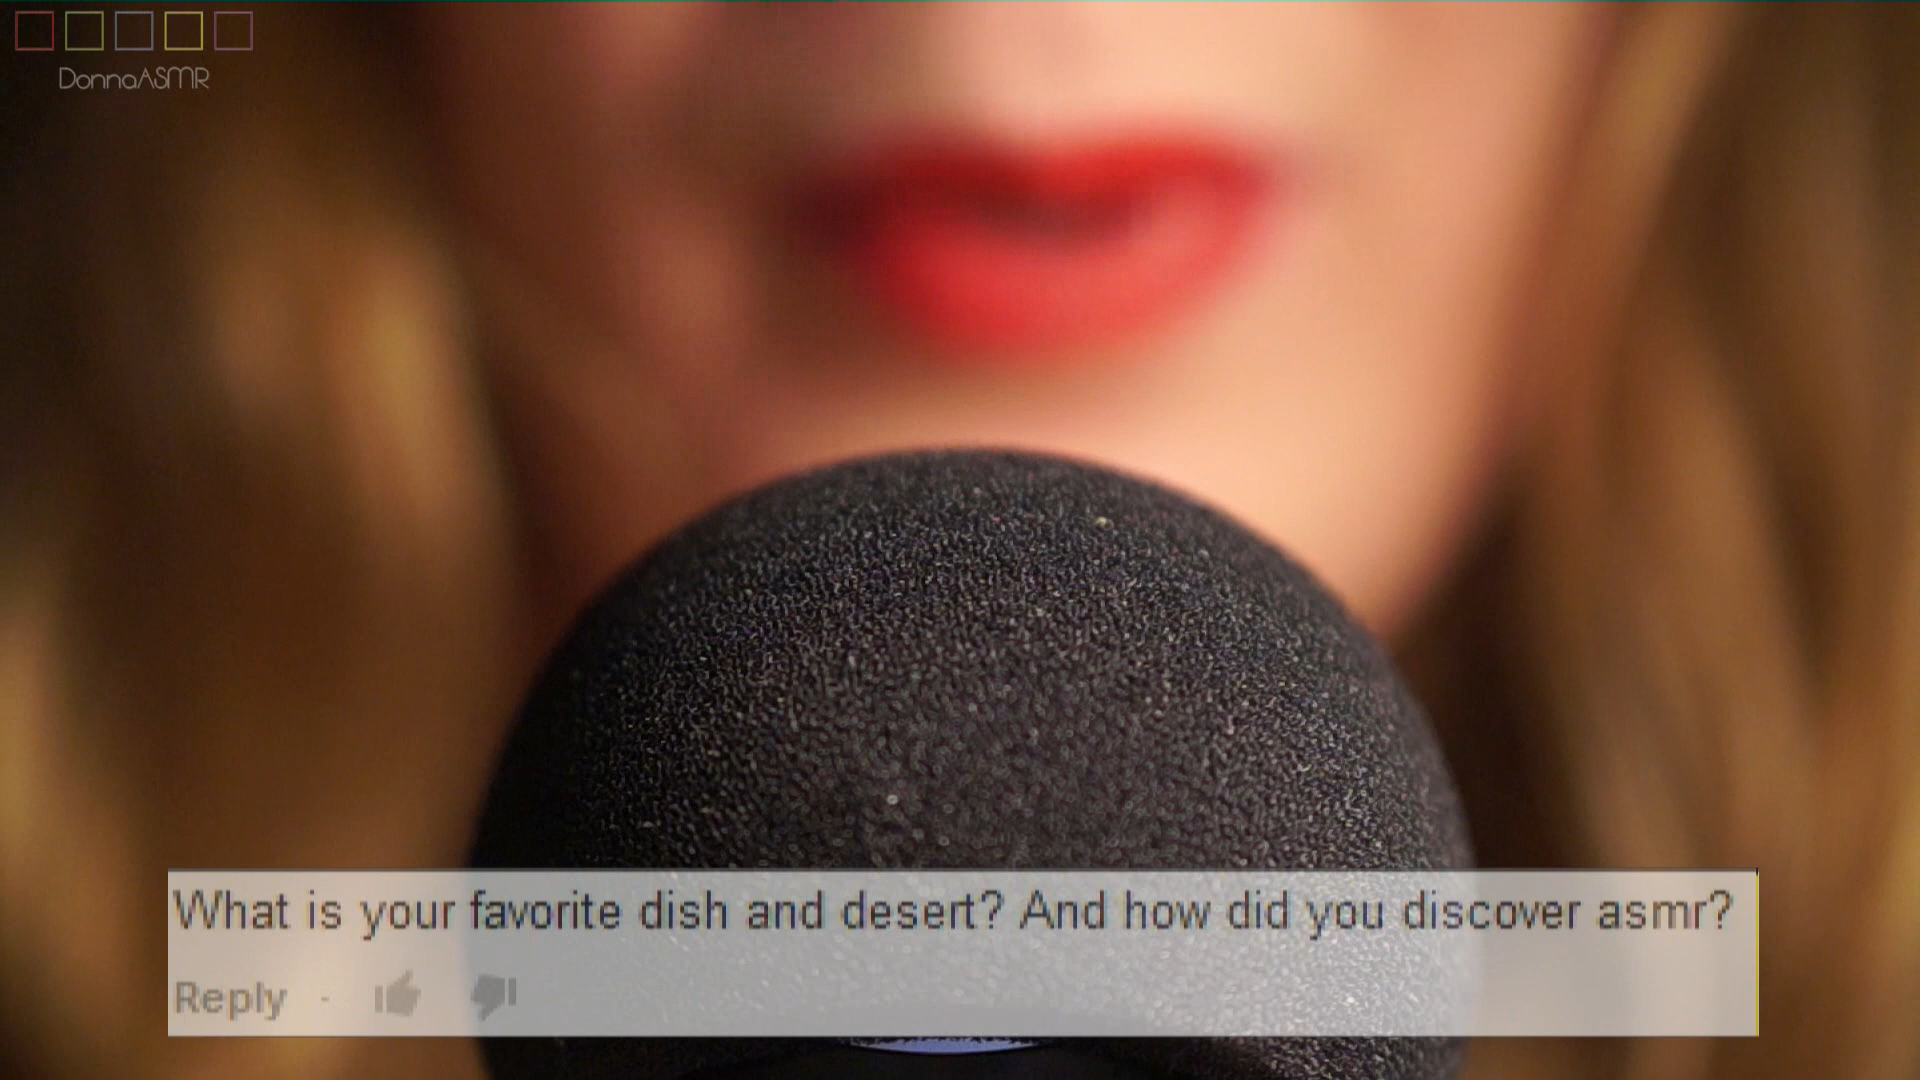 DonnaASMR
What is your favorite dish and desert? And how did you discover asmr?
Reply